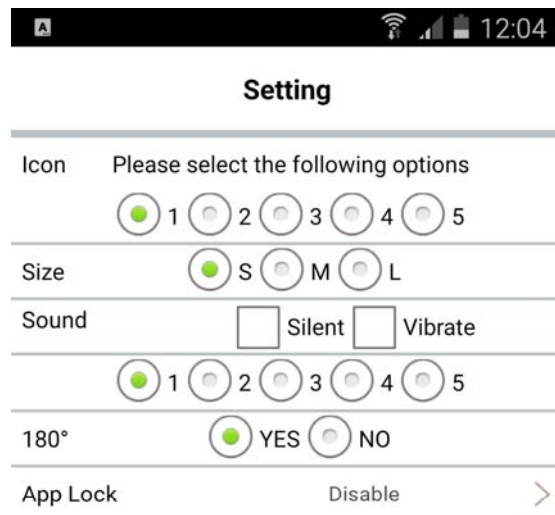 A 12:04
Setting
Icon Please select the following options
1 2 3 4 5
Size S M L
Sound Silent Vibrate
1 2 3 4 5
180° YES NO
App Lock Disable